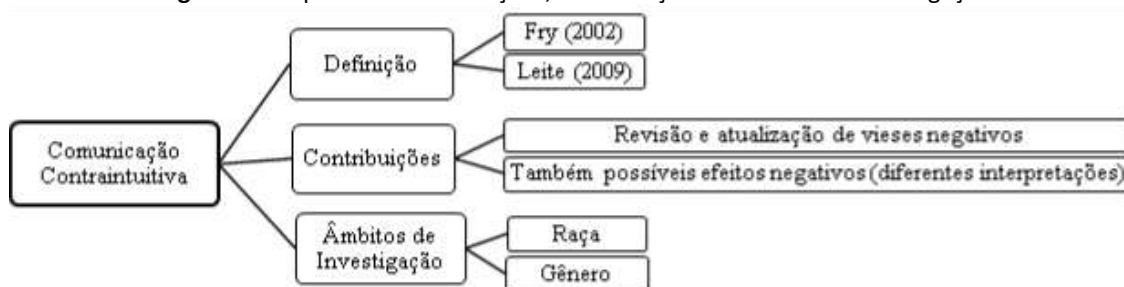 Definição
Fry (2002)
Leite (2009)
Comunicação
Contraintuitiva
Contribuições
Revisão e atualização de vieses negativos
Também possíveis efeitos negativos (diferentes interpretações)
Âmbitos de
Investigação
Raça
Gênero